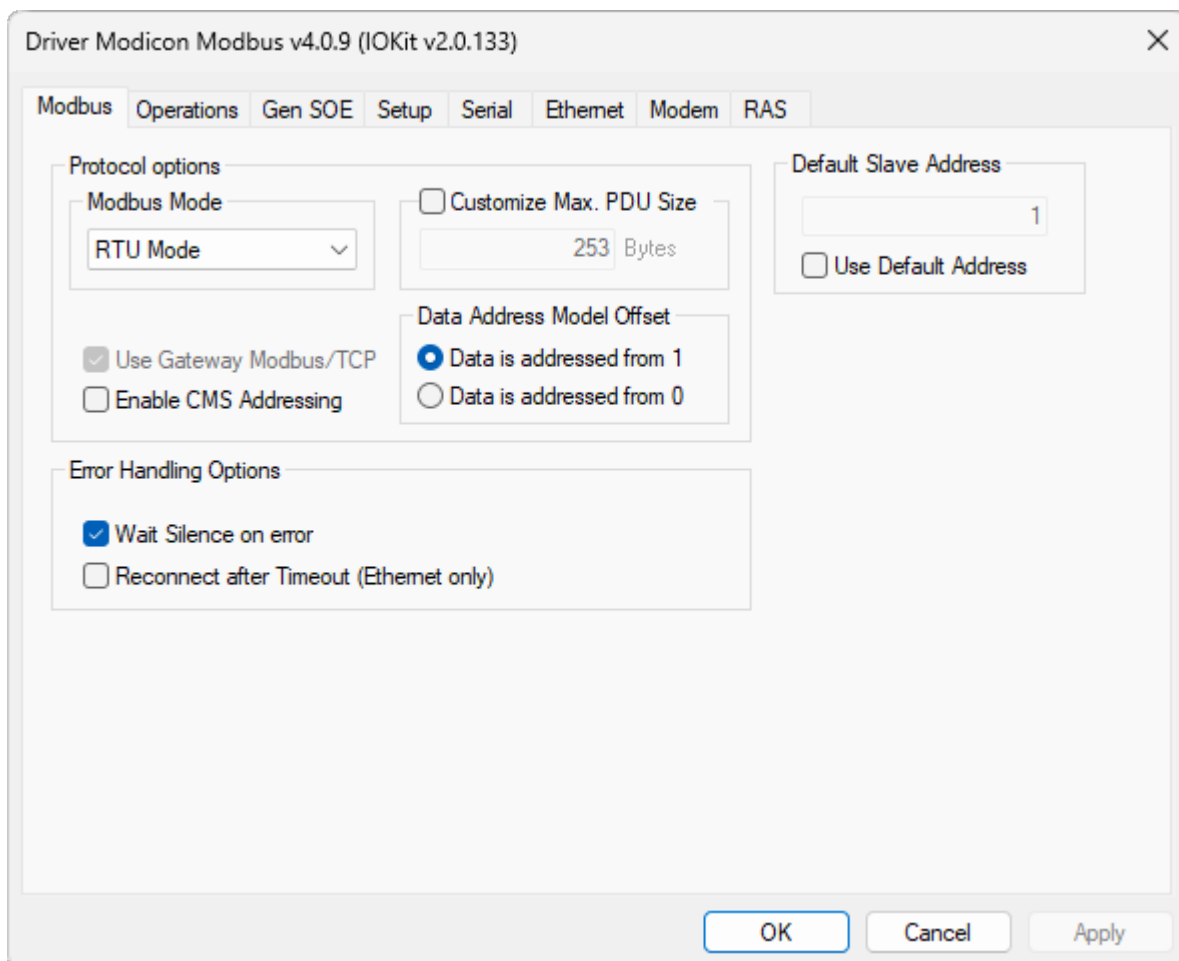 Driver Modicon Modbus v4.0.9 (IOKit v2.0.133)
Modbus Operations Gen SOE Setup Serial Ethernet Modem RAS
Protocol options
Modbus Mode
RTU Mode
Customize Max. PDU Size
253 Bytes
Default Slave Address
1
Use Default Address
Use Gateway Modbus/TCP
Enable CMS Addressing
Data Address Model Offset
Data is addressed from 1
Data is addressed from 0
Error Handling Options
Wait Silence on error
Reconnect after Timeout (Ethernet only)
OK Cancel Apply